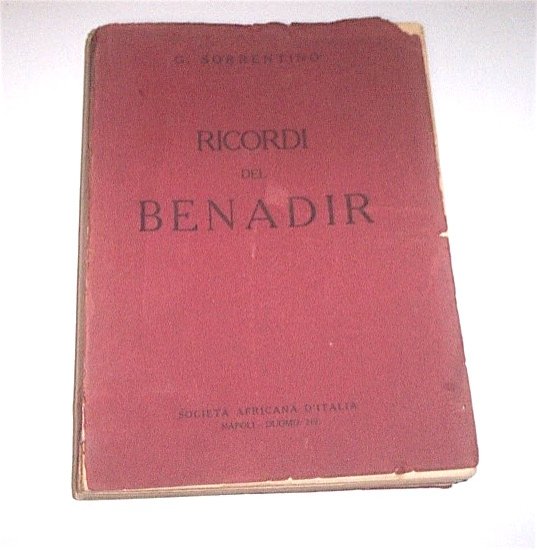 G. SORRENTINO
RICORDI
DEL
BENADIR
SOCIETÀ AFRICANA D'ITALIA
NAPOLI - DUOMO